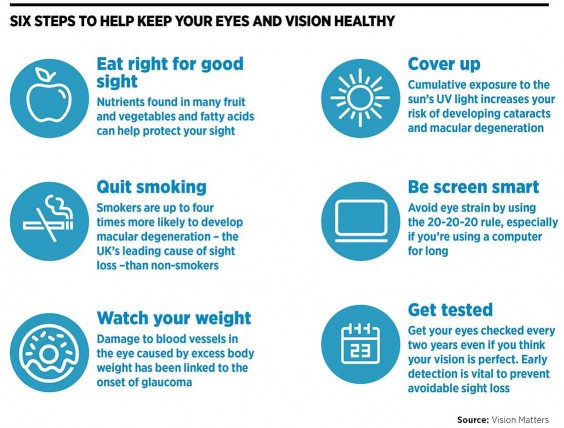 SIX STEPS TO HELP KEEP YOUR EYES AND VISION HEALTHY
Eat right for good
sight
Nutrients found in many fruit
and vegetables and fatty acids
can help protect your sight
Cover up
Cumulative exposure to the
sun's UV light increases your
risk of developing cataracts
and macular degeneration
Quit smoking
Smokers are up to four
times more likely to develop
macular degeneration – the
UK's leading cause of sight
loss –than non-smokers
Be screen smart
Avoid eye strain by using
the 20-20-20 rule, especially
if you're using a computer
for long
Watch your weight
Damage to blood vessels in
the eye caused by excess body
weight has been linked to the
onset of glaucoma
23
Get tested
Get your eyes checked every
two years even if you think
your vision is perfect. Early
detection is vital to prevent
avoidable sight loss
Source: Vision Matters